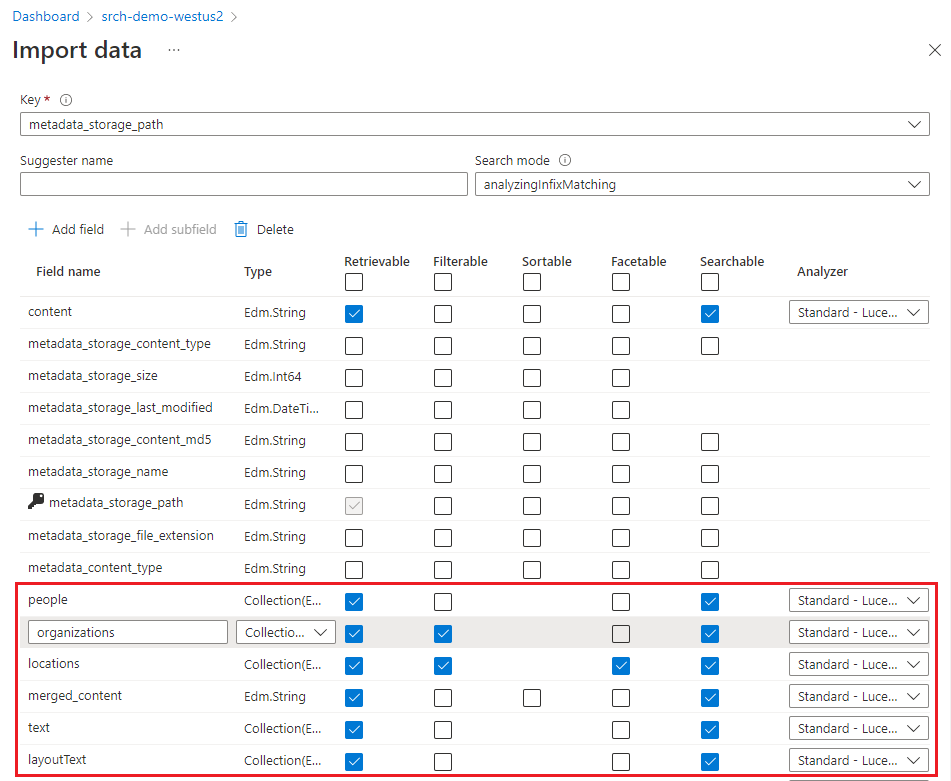 Dashboard > srch-demo-westus2 >
Import data ...
Key *
metadata_storage_path
Suggester name Search mode
analyzingInfixMatching
Add field Add subfield Delete
Field name Type Retrievable Filterable Sortable Facetable Searchable Analyzer
content Edm.String Standard - Luce...
metadata_storage_content_type Edm.String
metadata_storage_size Edm.Int64
metadata_storage_last_modified Edm.DateTi...
metadata_storage_content_md5 Edm.String
metadata_storage_name Edm.String
metadata_storage_path Edm.String
metadata_storage_file_extension Edm.String
metadata_content_type Edm.String
people Collection(E... Standard - Luce...
organizations Collectio... Standard - Luce...
locations Collection(E... Standard - Luce...
merged_content Edm.String Standard - Luce...
text Collection(E... Standard - Luce...
layoutText Collection(E... Standard - Luce...